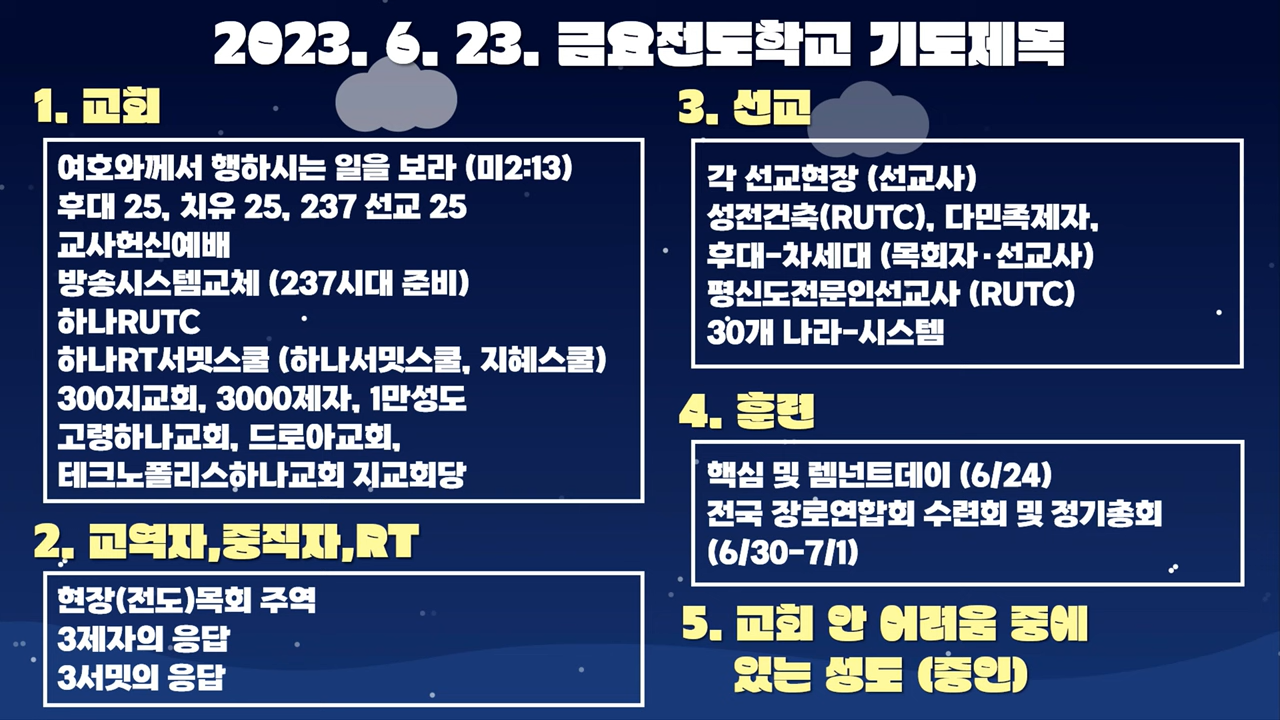 2023. 6. 23. 금요전도학교 기도제목
1. 교회
여호와께서 행하시는 일을 보라 (미2:13)
후대 25, 치유 25, 237 선교 25
교사헌신예배
방송시스템교체 (237시대 준비)
하나RUTC
하나RT서밋스쿨 (하나서밋스쿨, 지혜스쿨)
300지교회, 3000제자, 1만성도
고령하나교회, 드로아교회,
테크노폴리스하나교회 지교회당
2. 교역자,중직자,RT
현장(전도)목회 주역
3제자의 응답
3서밋의 응답
3. 선교
각 선교현장 (선교사)
성전건축(RUTC), 다민족제자,
후대-차세대 (목회자·선교사)
평신도전문인선교사 (RUTC)
30개 나라-시스템
4. 훈련
핵심 및 렘넌트데이 (6/24)
전국 장로연합회 수련회 및 정기총회
(6/30-7/1)
5. 교회 안 어려움 중에
있는 성도 (중인)